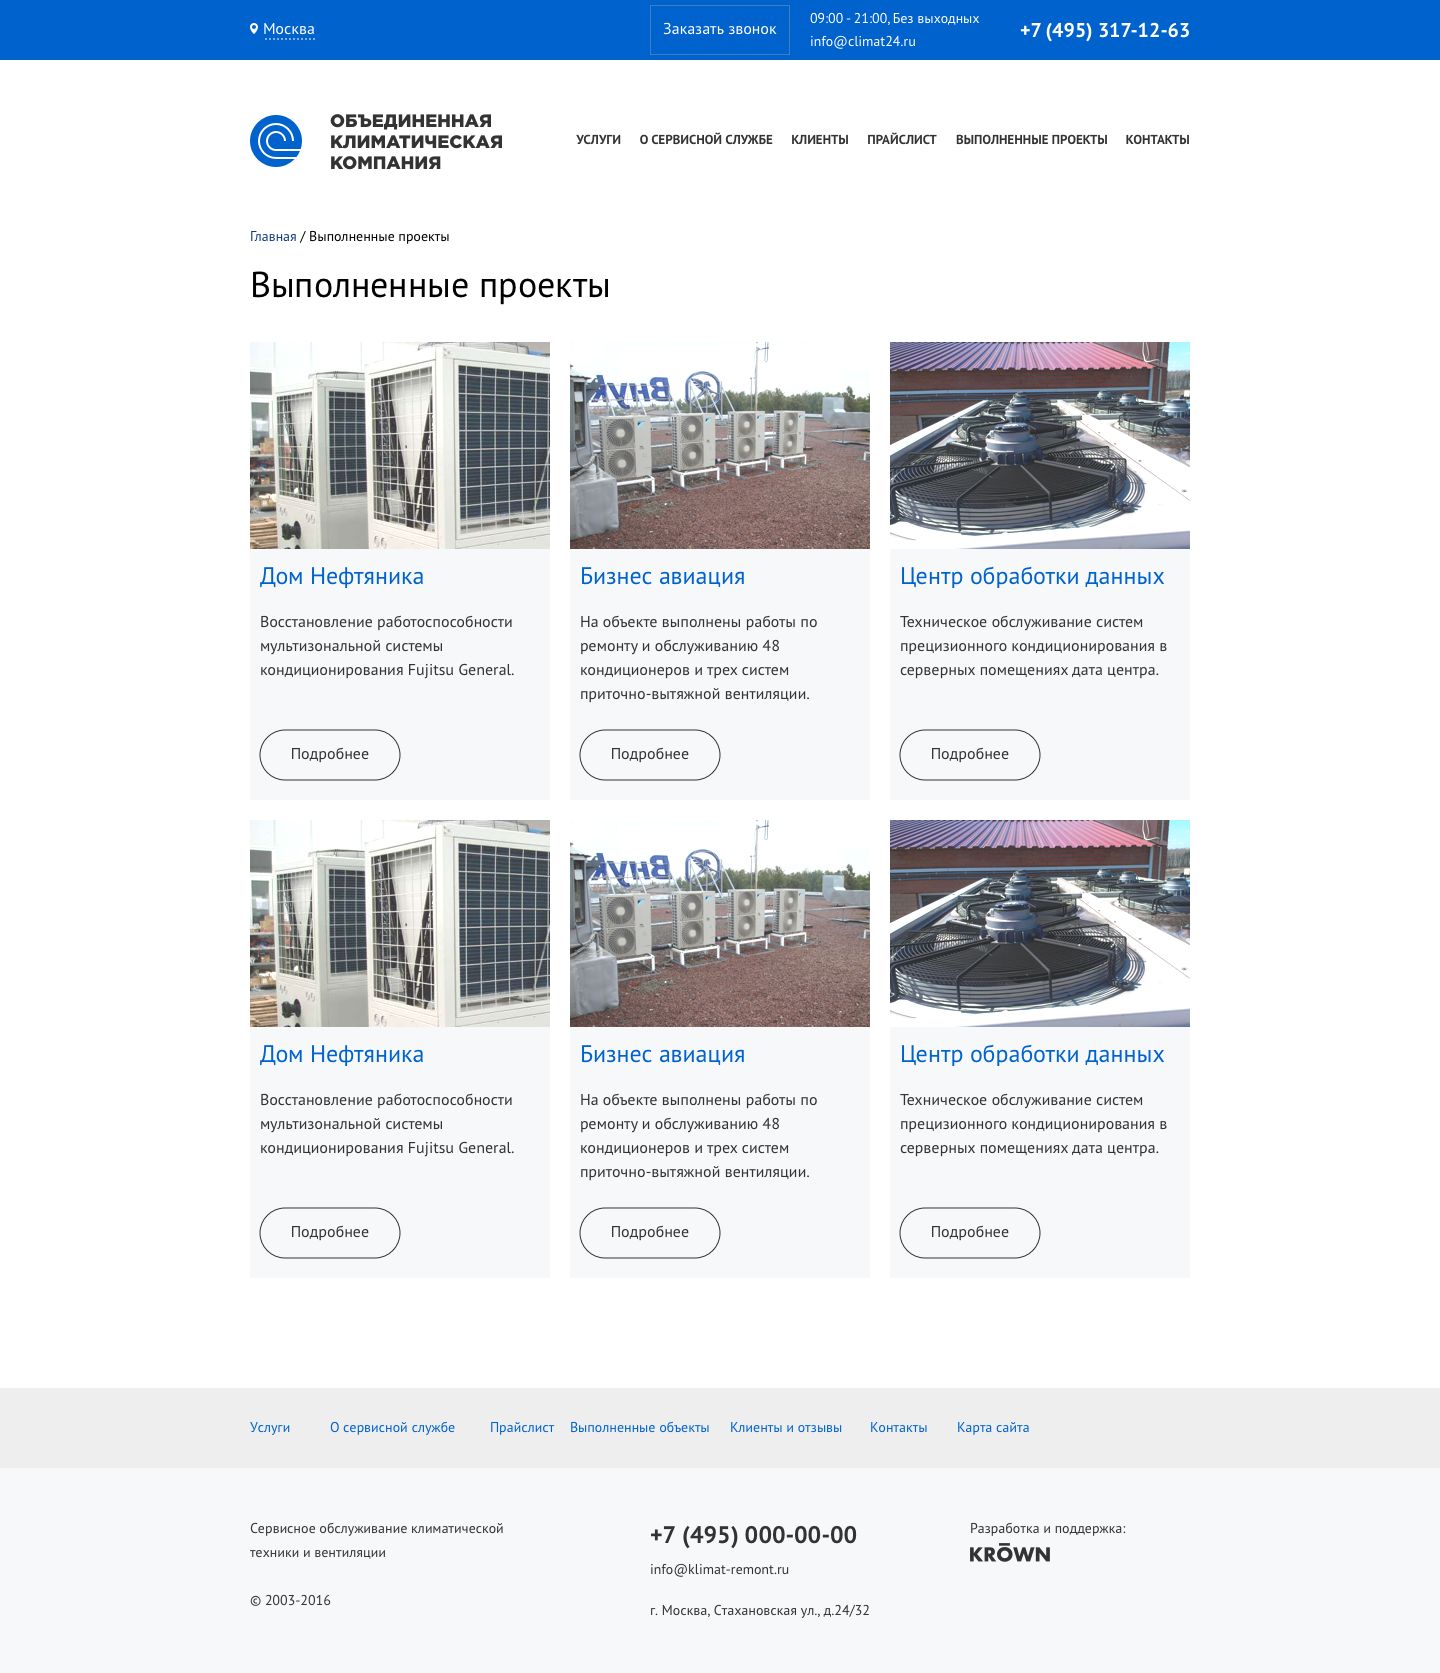 Москва
Заказать звонок
09:00 - 21:00, Без выходных
info@climat24.ru
+7 (495) 317-12-63
ОБЪЕДИНЕННАЯ
КЛИМАТИЧЕСКАЯ
КОМПАНИЯ
УСЛУГИ О СЕРВИСНОЙ СЛУЖБЕ КЛИЕНТЫ ПРАЙСЛИСТ ВЫПОЛНЕННЫЕ ПРОЕКТЫ КОНТАКТЫ
Главная / Выполненные проекты
Выполненные проекты
Внук
Дом Нефтяника
Восстановление работоспособности
мультизональной системы
кондиционирования Fujitsu General.
Подробнее
Бизнес авиация
На объекте выполнены работы по
ремонту и обслуживанию 48
кондиционеров и трех систем
приточно-вытяжной вентиляции.
Подробнее
Центр обработки данных
Техническое обслуживание систем
прецизионного кондиционирования в
серверных помещениях дата центра.
Подробнее
Внук
Дом Нефтяника
Восстановление работоспособности
мультизональной системы
кондиционирования Fujitsu General.
Подробнее
Бизнес авиация
На объекте выполнены работы по
ремонту и обслуживанию 48
кондиционеров и трех систем
приточно-вытяжной вентиляции.
Подробнее
Центр обработки данных
Техническое обслуживание систем
прецизионного кондиционирования в
серверных помещениях дата центра.
Подробнее
Услуги О сервисной службе Прайслист Выполненные объекты Клиенты и отзывы Контакты Карта сайта
Сервисное обслуживание климатической
техники и вентиляции
© 2003-2016
+7 (495) 000-00-00
info@klimat-remont.ru
г. Москва, Стахановская ул., д.24/32
Разработка и поддержка:
KRŌWN